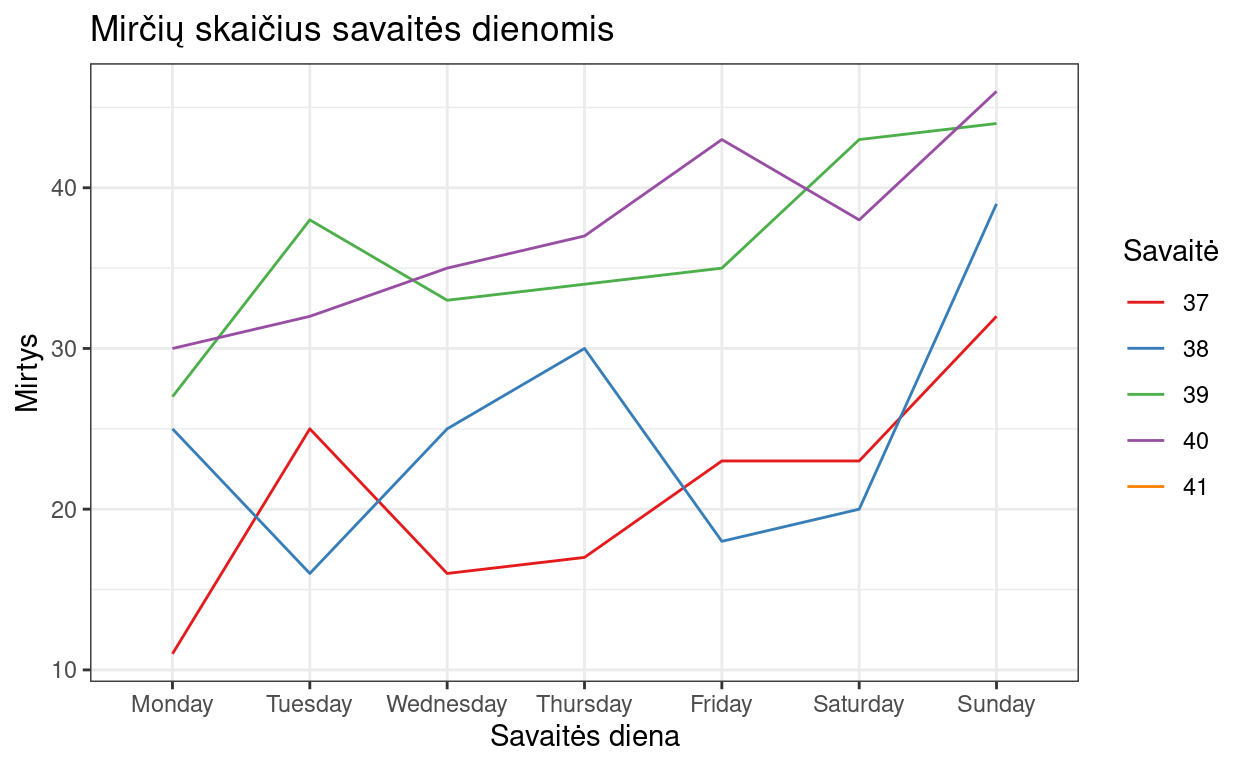 Mirčių skaičius savaitės dienomis
Mirtys
40
30
20
10
Monday Tuesday Wednesday Thursday Friday Saturday Sunday
Savaitės diena
Savaitė
37
38
39
40
41